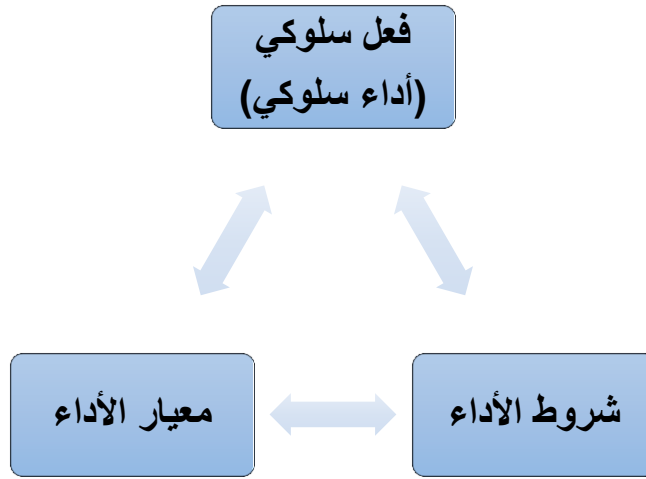 فعل سلوكي
(أداء سلوكي)
شروط الأداء
معيار الأداء